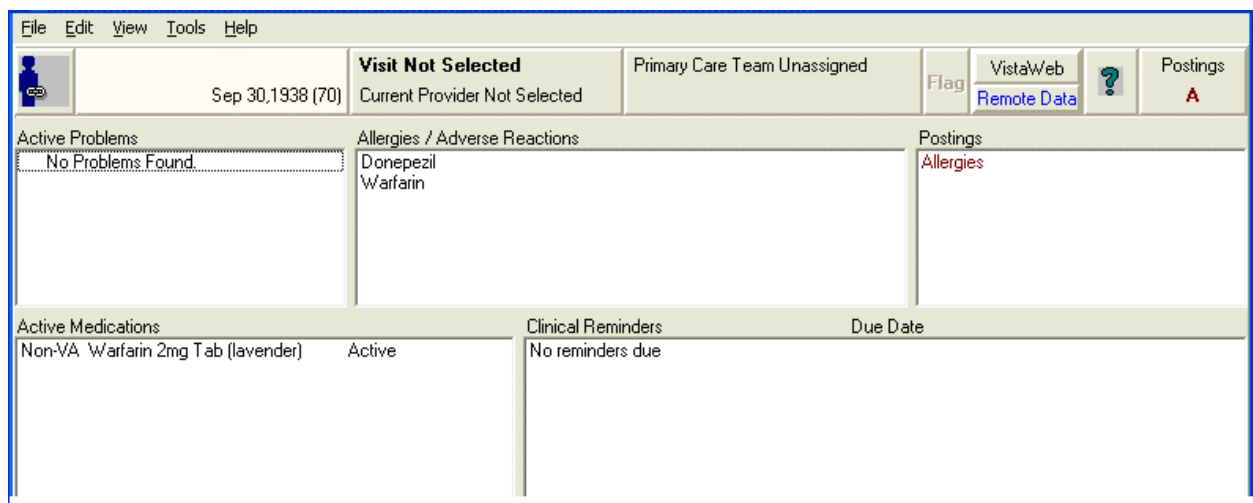 File Edit View Tools Help
Visit Not Selected
Primary Care Team Unassigned
Flag
VistaWeb
?
Postings
Sep 30,1938 (70)
Current Provider Not Selected
Remote Data
A
Active Problems
Allergies / Adverse Reactions
Postings
No Problems Found.
Donepezil
Allergies
Warfarin
Active Medications
Clinical Reminders Due Date
Non-VA Warfarin 2mg Tab (lavender) Active
No reminders due